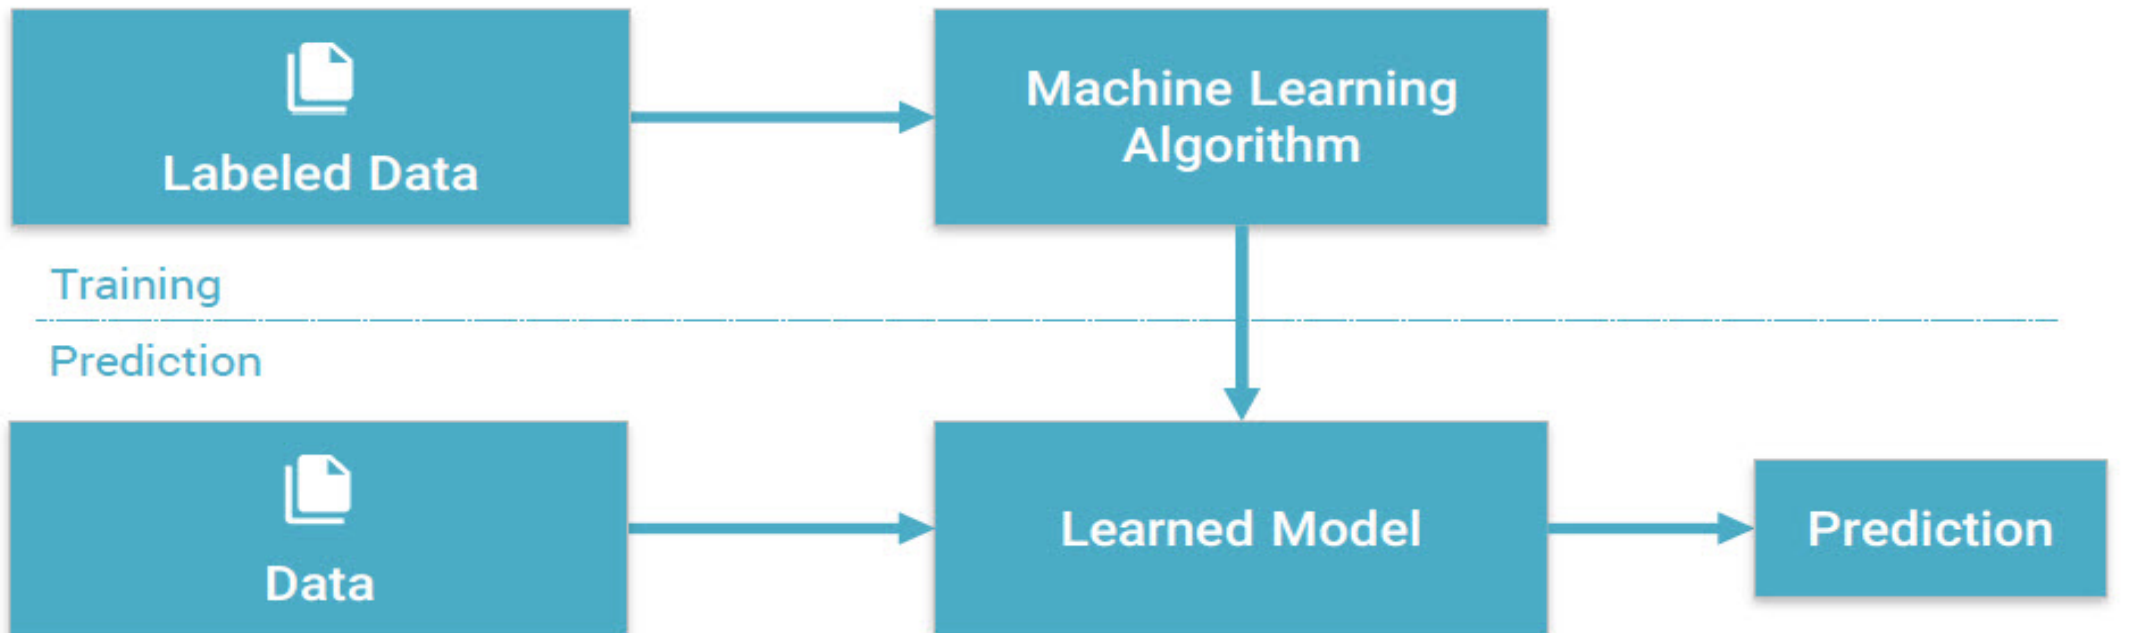 Labeled Data
Machine Learning
Algorithm
Training
Prediction
Data
Learned Model
Prediction